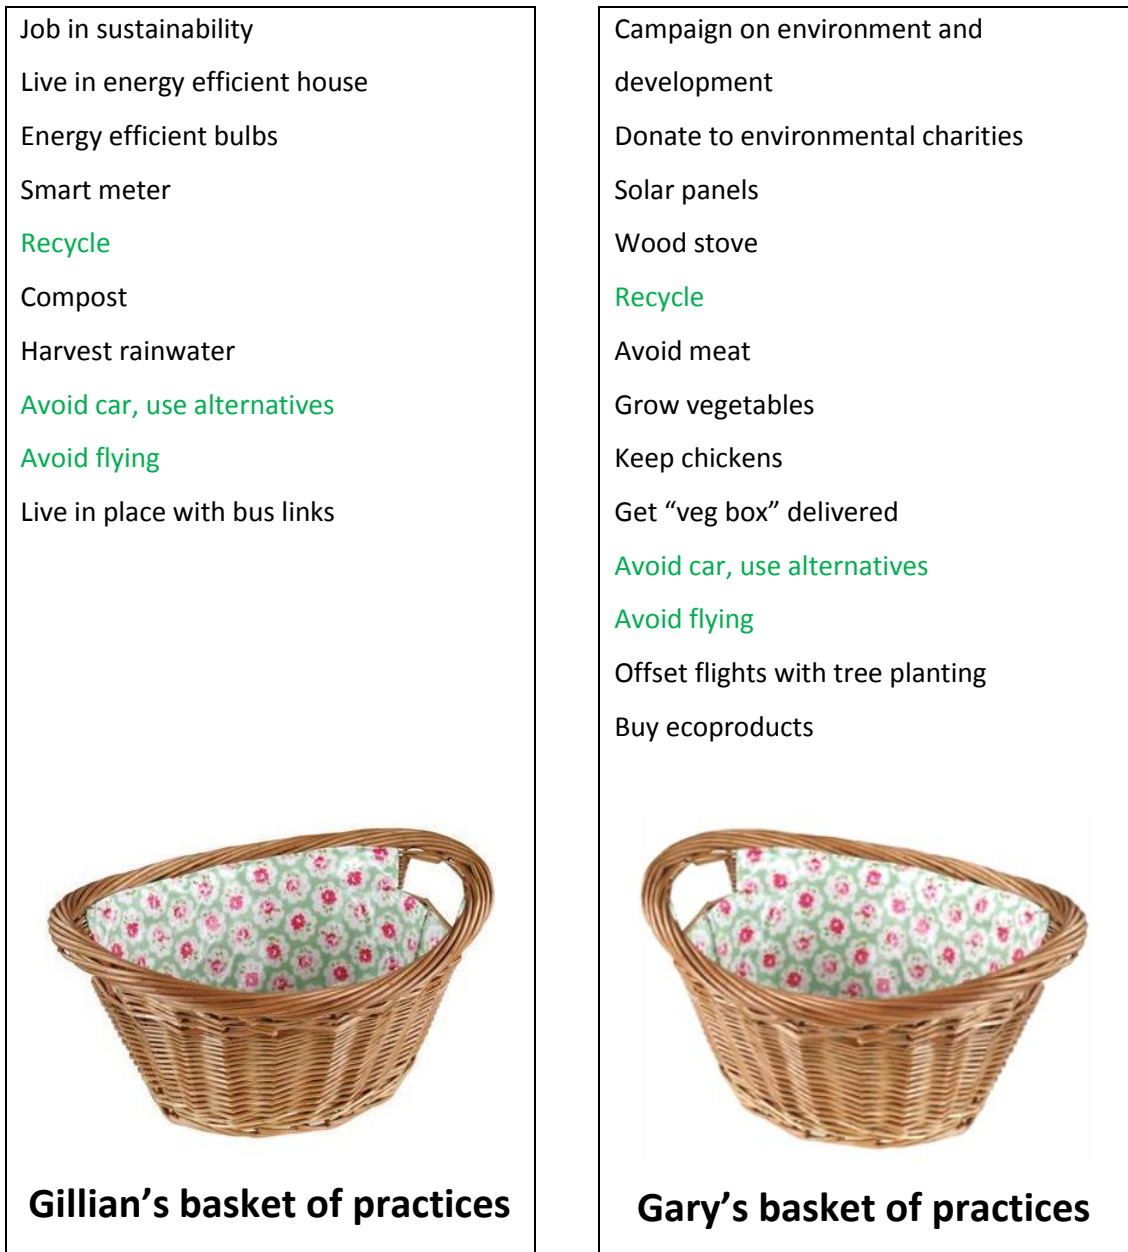 Job in sustainability
Live in energy efficient house
Energy efficient bulbs
Smart meter
Recycle
Compost
Harvest rainwater
Avoid car, use alternatives
Avoid flying
Live in place with bus links
Gillian’s basket of practices
Campaign on environment and
development
Donate to environmental charities
Solar panels
Wood stove
Recycle
Avoid meat
Grow vegetables
Keep chickens
Get “veg box” delivered
Avoid car, use alternatives
Avoid flying
Offset flights with tree planting
Buy ecoproducts
Gary’s basket of practices